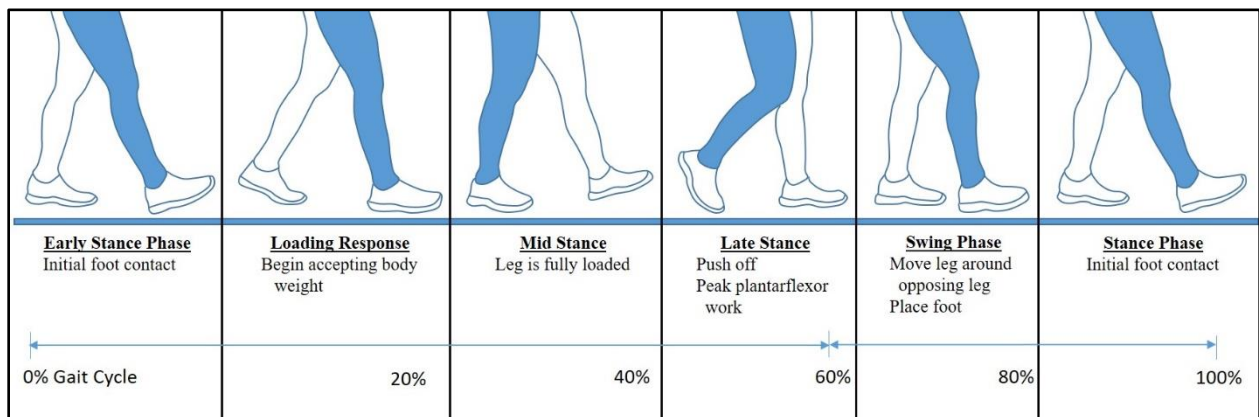 Early Stance Phase
Initial foot contact
Loading Response
Begin accepting body
weight
Mid Stance
Leg is fully loaded
Late Stance
Push off
Peak plantarflexor
work
Swing Phase
Move leg around
opposing leg
Place foot
Stance Phase
Initial foot contact
0% Gait Cycle
20%
40%
60%
80%
100%